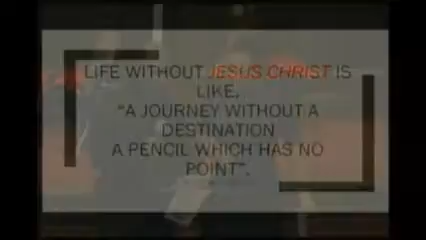 LIFE WITHOUT JESUS CHRIST IS
LIKE,
"A JOURNEY WITHOUT A
DESTINATION
A PENCIL WHICH HAS NO
POINT".